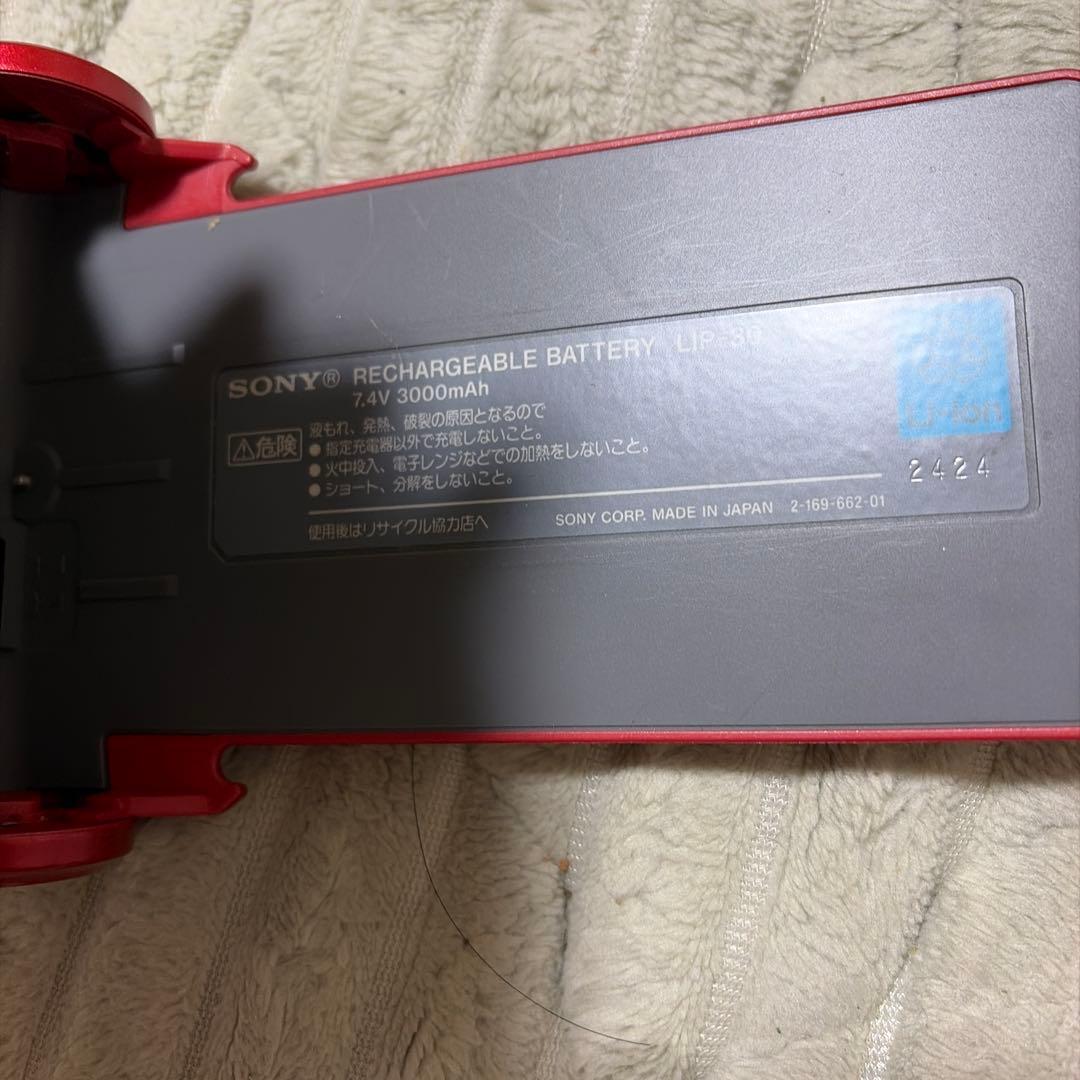 SONY® RECHARGEABLE BATTERY LIP-30
7.4V 3000mAh
⚠危険
液もれ、発熱、破裂の原因となるので
● 指定充電器以外で充電しないこと。
● 火中投入、電子レンジなどでの加熱をしないこと。
● ショート、分解をしないこと。
使用後はリサイクル協力店へ
SONY CORP. MADE IN JAPAN 2-169-662-01
Li-ion
2424